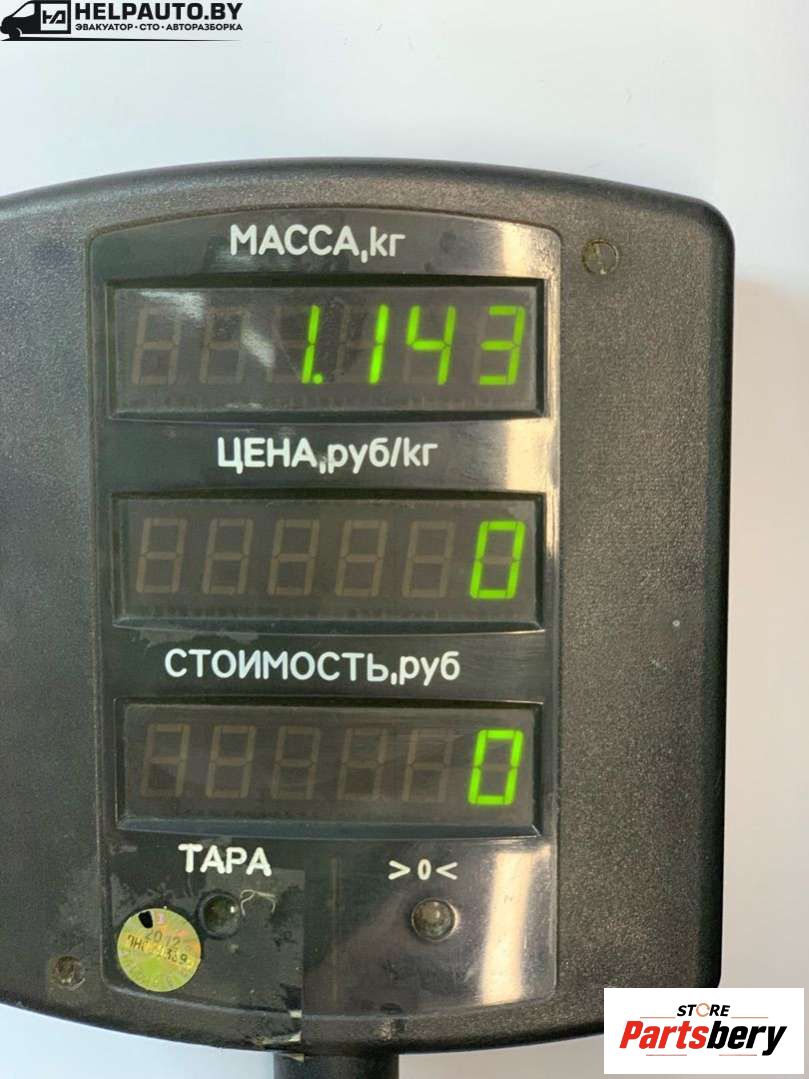 HELPAUTO.BY
ЭВАКУАТОР·СТО·АВТОРАЗБОРКА
МАССА,кг
1.143
ЦЕНА,руб/кг
0
СТОИМОСТЬ,руб
0
ТАРА >0<
2012
STORE
Partsbery